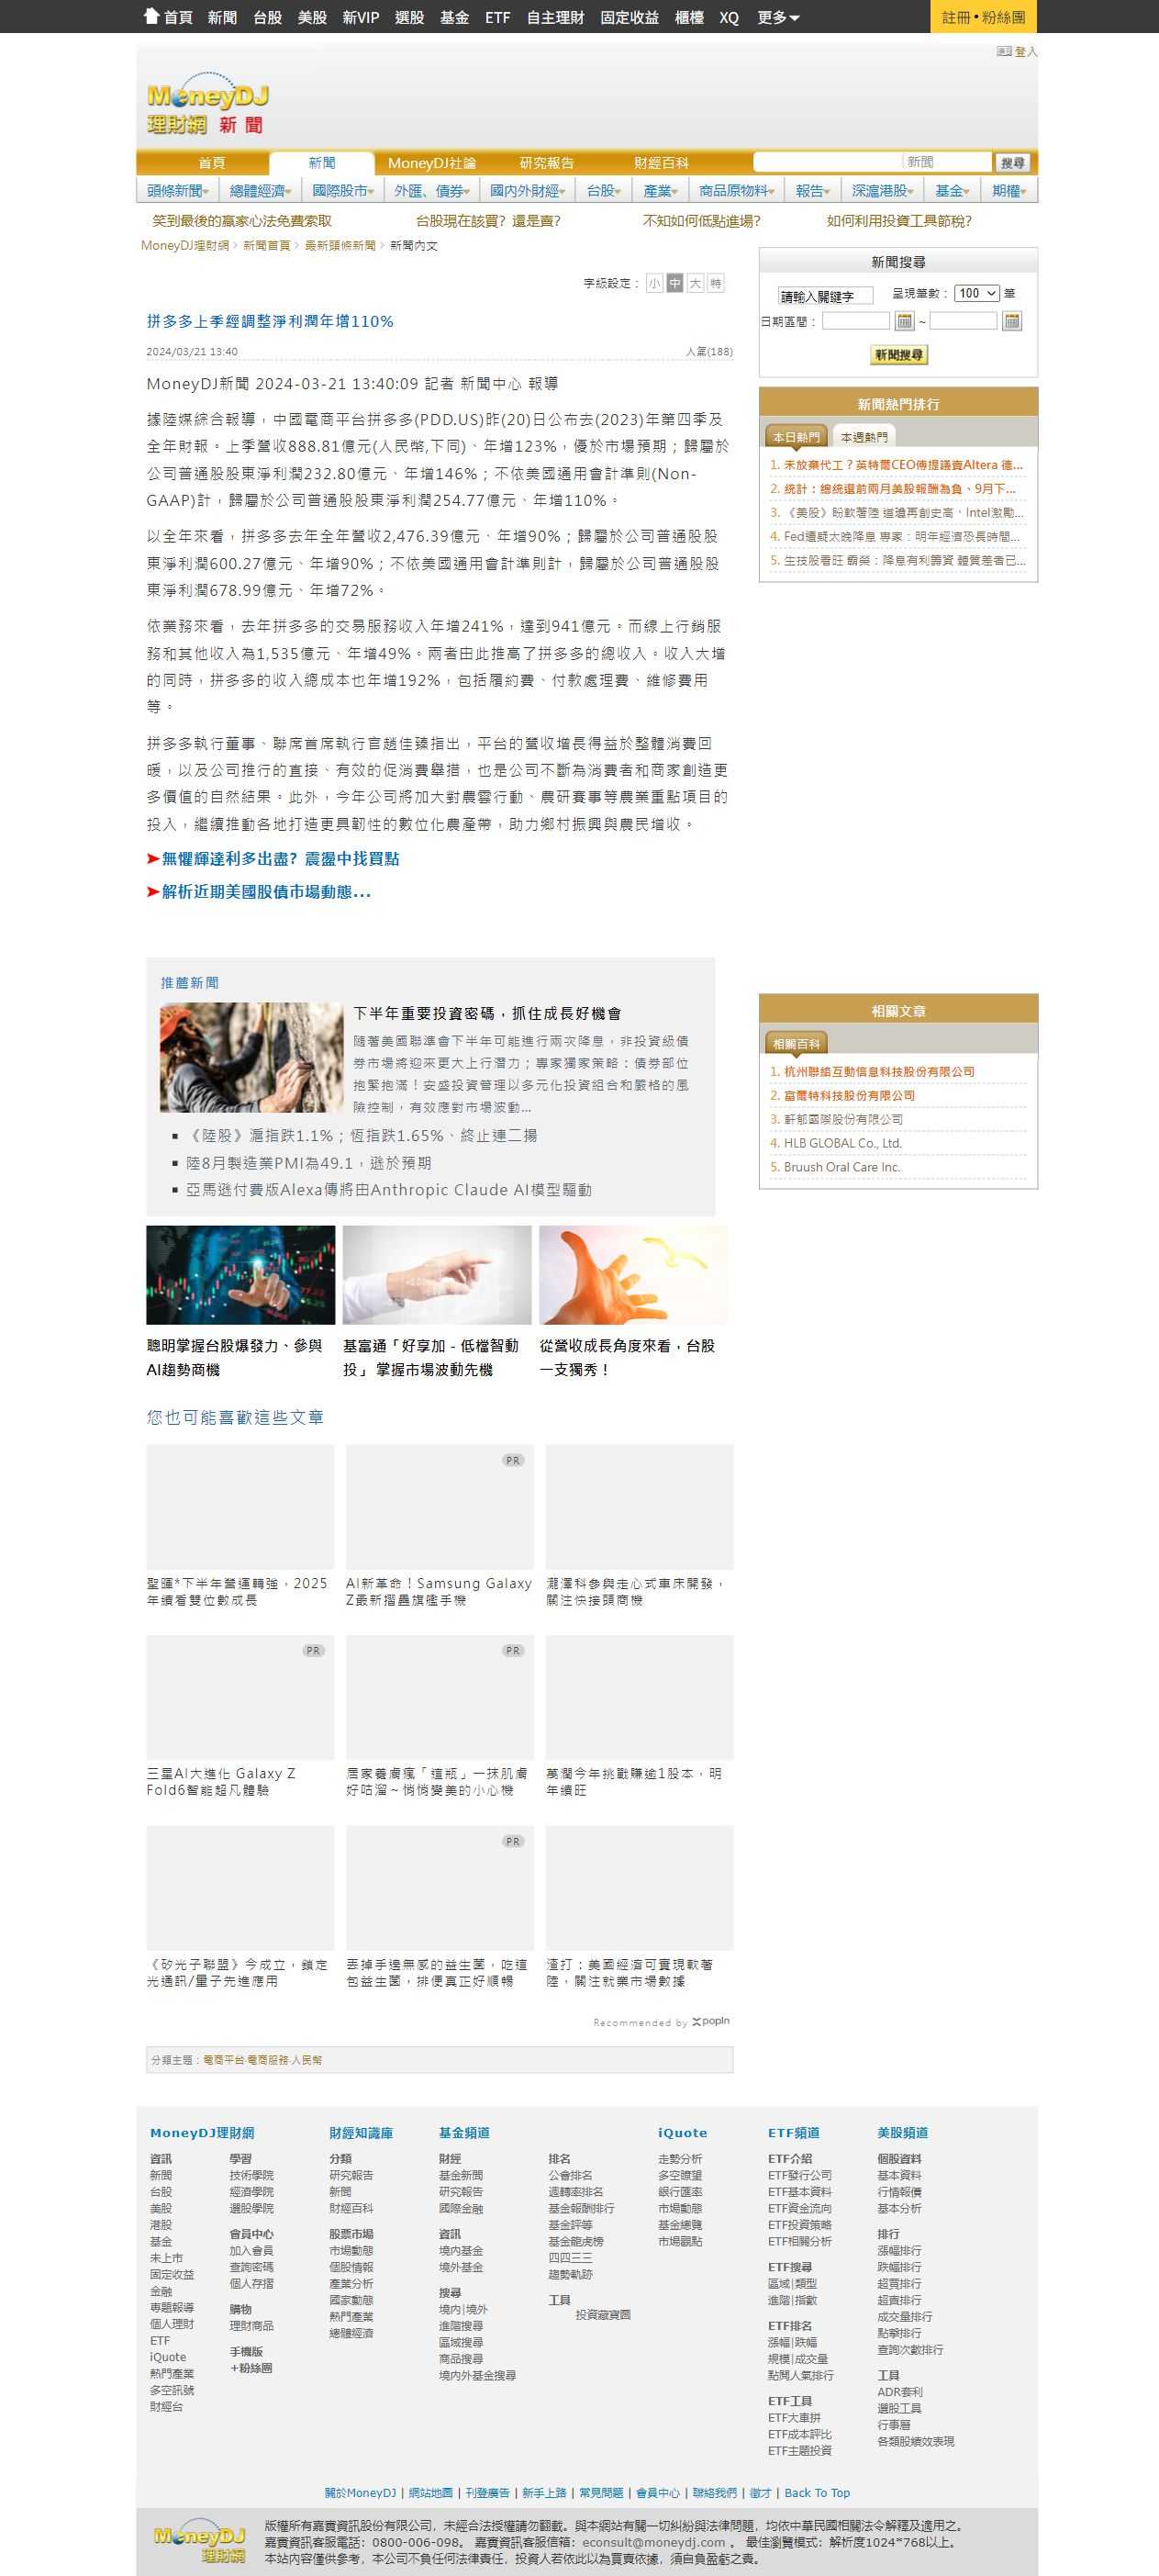 首頁 新聞 台股 美股 新VIP 選股 基金 ETF 自主理財 固定收益 櫃檯 XQ 更多 註冊•粉絲團
登入
MoneyDJ
理財網 新聞
首頁 新聞 MoneyDJ社論 研究報告 財經百科 新聞 搜尋
頭條新聞 總體經濟 國際股市 外匯、債券 國內外財經 台股 產業 商品原物料 報告 深滬港股 基金 期權
笑到最後的贏家心法免費索取 台股現在該買? 還是賣? 不知如何低點進場? 如何利用投資工具節稅?
MoneyDJ理財網 新聞首頁 最新頭條新聞 新聞內文
字級設定： 小 中 大 特
拼多多上季經調整淨利潤年增110%
2024/03/21 13:40 人氣(188)
MoneyDJ新聞 2024-03-21 13:40:09 記者 新聞中心 報導
據陸媒綜合報導，中國電商平台拼多多(PDD.US)昨(20)日公布去(2023)年第四季及
全年財報。上季營收888.81億元(人民幣,下同)、年增123%，優於市場預期；歸屬於
公司普通股股東淨利潤232.80億元、年增146%；不依美國通用會計準則(Non-
GAAP)計，歸屬於公司普通股股東淨利潤254.77億元、年增110%。
以全年來看，拼多多去年全年營收2,476.39億元、年增90%；歸屬於公司普通股股
東淨利潤600.27億元、年增90%；不依美國通用會計準則計，歸屬於公司普通股股
東淨利潤678.99億元、年增72%。
依業務來看，去年拼多多的交易服務收入年增241%，達到941億元。而線上行銷服
務和其他收入為1,535億元、年增49%。兩者由此推高了拼多多的總收入。收入大增
的同時，拼多多的收入總成本也年增192%，包括履約費、付款處理費、維修費用
等。
拼多多執行董事、聯席首席執行官趙佳臻指出，平台的營收增長得益於整體消費回
暖，以及公司推行的直接、有效的促消費舉措，也是公司不斷為消費者和商家創造更
多價值的自然結果。此外，今年公司將加大對農雲行動、農研賽事等農業重點項目的
投入，繼續推動各地打造更具韌性的數位化農產帶，助力鄉村振興與農民增收。
➤無懼輝達利多出盡? 震盪中找買點
➤解析近期美國股債市場動態...
推薦新聞
下半年重要投資密碼，抓住成長好機會
隨著美國聯準會下半年可能進行兩次降息，非投資級債
券市場將迎來更大上行潛力；專家獨家策略：債券部位
抱緊抱滿！安盛投資管理以多元化投資組合和嚴格的風
險控制，有效應對市場波動...
《陸股》滬指跌1.1%；恆指跌1.65%、終止連二揚
陸8月製造業PMI為49.1，遜於預期
亞馬遜付費版Alexa傳將由Anthropic Claude AI模型驅動
聰明掌握台股爆發力、參與
AI趨勢商機
基富通「好享加－低檔智動
投」 掌握市場波動先機
從營收成長角度來看，台股
一支獨秀！
您也可能喜歡這些文章
PR
聖暉*下半年營運轉強，2025
年續看雙位數成長
AI新革命！Samsung Galaxy
Z最新摺疊旗艦手機
瀧澤科參與走心式車床開發，
關注快接頭商機
PR
PR
三星AI大進化 Galaxy Z
Fold6智能超凡體驗
居家養膚瘋「這瓶」一抹肌膚
好咕溜～悄悄變美的小心機
萬潤今年挑戰賺逾1股本，明
年續旺
PR
《矽光子聯盟》今成立，鎖定
光通訊/量子先進應用
丟掉手邊無感的益生菌，吃這
包益生菌，排便真正好順暢
渣打：美國經濟可實現軟著
陸，關注就業市場數據
Recommended by popIn
分類主題：電商平台‧電商服務‧人民幣
新聞搜尋
請輸入關鍵字 呈現筆數： 100 筆
日期區間： ~
新聞搜尋
新聞熱門排行
本日熱門 本週熱門
1. 未放棄代工？英特爾CEO傳提議賣Altera 德...
2. 統計：總統選前兩月美股報酬為負、9月下...
3. 《美股》盼軟著陸 道瓊再創史高，Intel激勵...
4. Fed遭疑太晚降息 專家：明年經濟恐長時間...
5. 生技股看旺 霸榮：降息有利籌資 體質差者已...
相關文章
相關百科
1. 杭州聯絡互動信息科技股份有限公司
2. 富爾特科技股份有限公司
3. 軒郁國際股份有限公司
4. HLB GLOBAL Co., Ltd.
5. Bruush Oral Care Inc.
MoneyDJ理財網
資訊
新聞
台股
美股
港股
基金
未上市
固定收益
金融
專題報導
個人理財
ETF
iQuote
熱門產業
多空訊號
財經台
學習
技術學院
經濟學院
選股學院
會員中心
加入會員
查詢密碼
個人存摺
購物
理財商品
手機版
+粉絲團
財經知識庫
分類
研究報告
新聞
財經百科
股票市場
市場動態
個股情報
產業分析
國家動態
熱門產業
總體經濟
基金頻道
財經
基金新聞
研究報告
國際金融
資訊
境內基金
境外基金
搜尋
境內|境外
進階搜尋
區域搜尋
商品搜尋
境內外基金搜尋
排名
公會排名
週轉率排名
基金報酬排行
基金評等
基金龍虎榜
四四三三
趨勢軌跡
工具
投資藏寶圖
iQuote
走勢分析
多空瞭望
銀行匯率
市場動態
基金總覽
市場觀點
ETF頻道
ETF介紹
ETF發行公司
ETF基本資料
ETF資金流向
ETF投資策略
ETF相關分析
ETF搜尋
區域|類型
進階|指數
ETF排名
漲幅|跌幅
規模|成交量
點閱人氣排行
ETF工具
ETF大車拼
ETF成本評比
ETF主題投資
美股頻道
個股資料
基本資料
行情報價
基本分析
排行
漲幅排行
跌幅排行
超買排行
超賣排行
成交量排行
點擊排行
查詢次數排行
工具
ADR套利
選股工具
行事曆
各類股績效表現
關於MoneyDJ | 網站地圖 | 刊登廣告 | 新手上路 | 常見問題 | 會員中心 | 聯絡我們 | 徵才 | Back To Top
MoneyDJ
理財網
版權所有嘉實資訊股份有限公司，未經合法授權請勿翻載。與本網站有關一切糾紛與法律問題，均依中華民國相關法令解釋及適用之。
嘉實資訊客服電話：0800-006-098。 嘉實資訊客服信箱：econsult@moneydj.com 。 最佳瀏覽模式：解析度1024*768以上。
本站內容僅供參考，本公司不負任何法律責任，投資人若依此以為買賣依據，須自負盈虧之責。